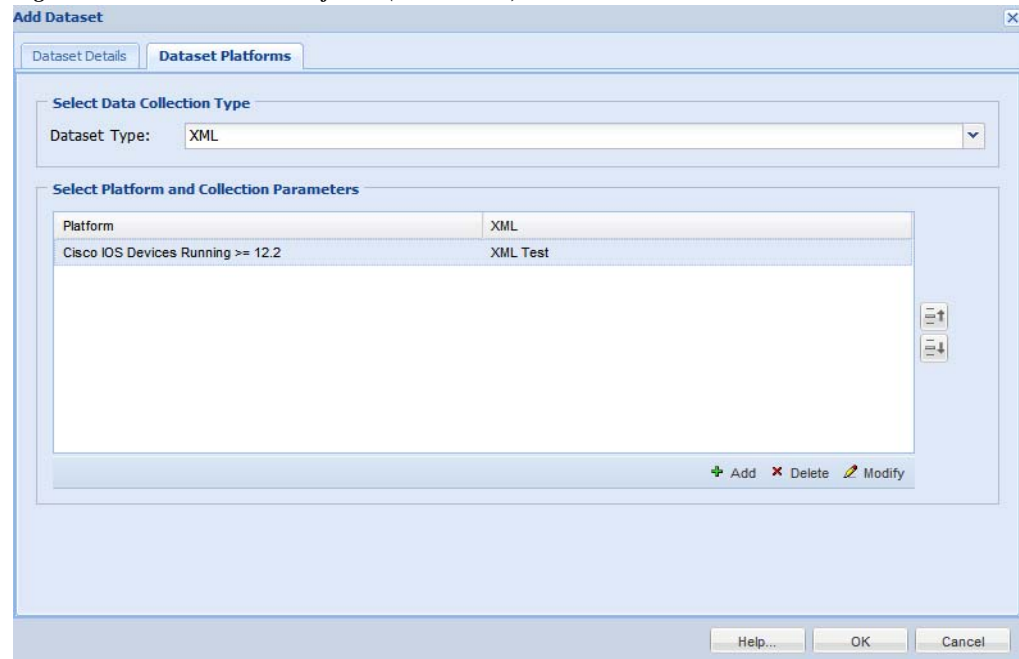 Add Dataset
Dataset Details Dataset Platforms
Select Data Collection Type
Dataset Type: XML
Select Platform and Collection Parameters
Platform XML
Cisco IOS Devices Running >= 12.2 XML Test
Add Delete Modify
Help... OK Cancel